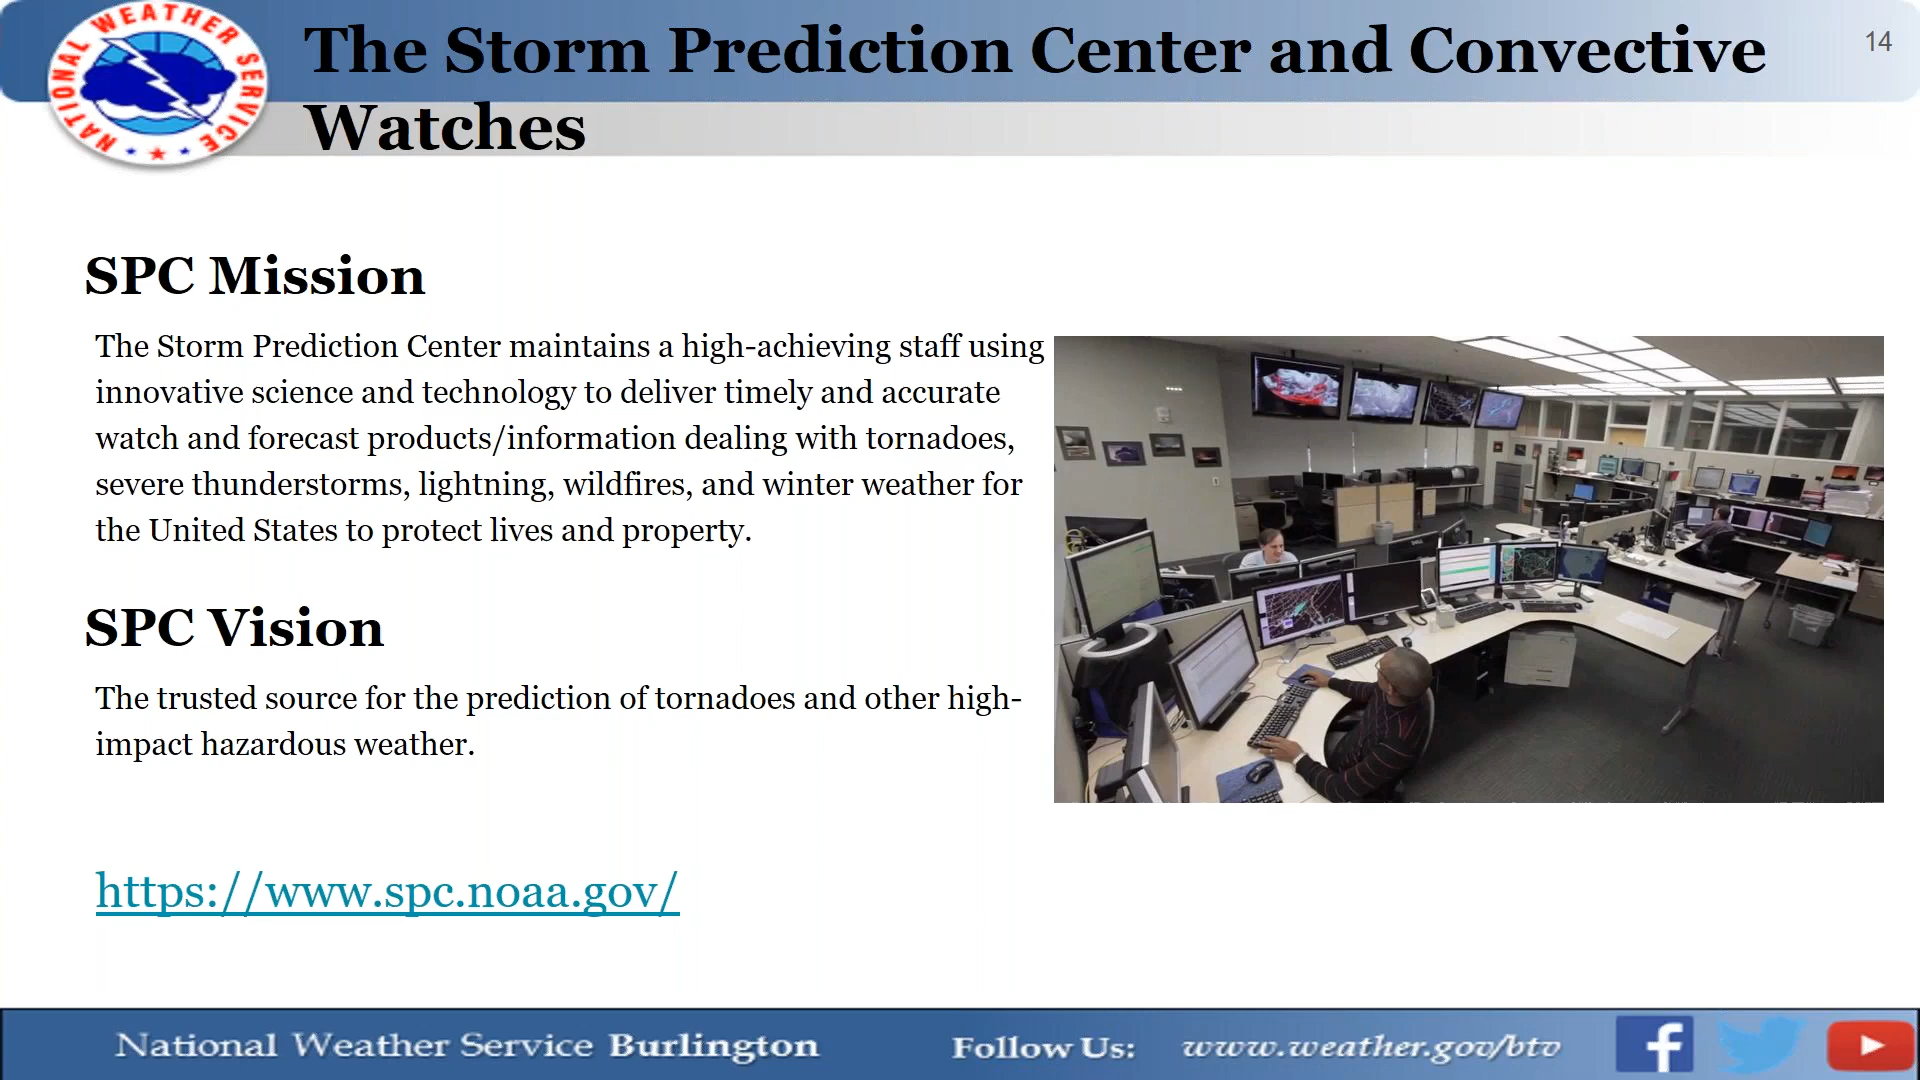 NATIONAL WEATHER SERVICE
The Storm Prediction Center and Convective
Watches
14
SPC Mission
The Storm Prediction Center maintains a high-achieving staff using
innovative science and technology to deliver timely and accurate
watch and forecast products/information dealing with tornadoes,
severe thunderstorms, lightning, wildfires, and winter weather for
the United States to protect lives and property.
SPC Vision
The trusted source for the prediction of tornadoes and other high-
impact hazardous weather.
https://www.spc.noaa.gov/
National Weather Service Burlington
Follow Us:
www.weather.gov/btv